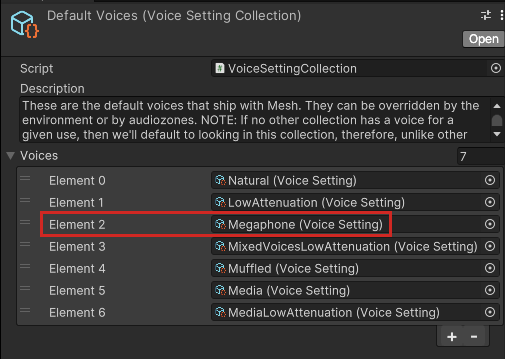 Default Voices (Voice Setting Collection)
Open
Script
VoiceSettingCollection
Description
These are the default voices that ship with Mesh. They can be overridden by the
environment or by audiozones. NOTE: If no other collection has a voice for a
given use, then we'll default to looking in this collection, therefore, unlike other
Voices 7
Element 0 Natural (Voice Setting)
Element 1 LowAttenuation (Voice Setting)
Element 2 Megaphone (Voice Setting)
Element 3 MixedVoicesLowAttenuation (Voice Setting)
Element 4 Muffled (Voice Setting)
Element 5 Media (Voice Setting)
Element 6 MediaLowAttenuation (Voice Setting)
+ -